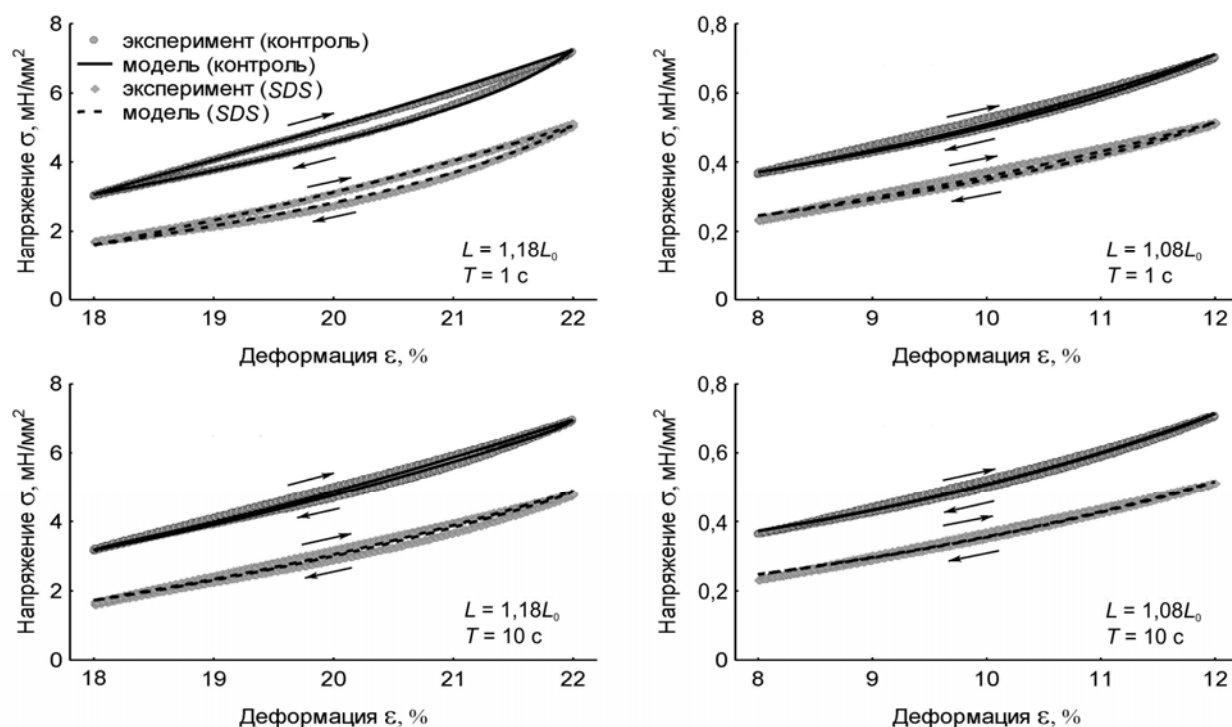 Напряжение σ, мН/мм²
8
6
4
2
0
эксперимент (контроль)
модель (контроль)
эксперимент (SDS)
модель (SDS)
L = 1,18L₀
T = 1 с
18 19 20 21 22
Деформация ε, %
Напряжение σ, мН/мм²
0,8
0,6
0,4
0,2
0
L = 1,08L₀
T = 1 с
8 9 10 11 12
Деформация ε, %
Напряжение σ, мН/мм²
8
6
4
2
0
L = 1,18L₀
T = 10 с
18 19 20 21 22
Деформация ε, %
Напряжение σ, мН/мм²
0,8
0,6
0,4
0,2
0
L = 1,08L₀
T = 10 с
8 9 10 11 12
Деформация ε, %